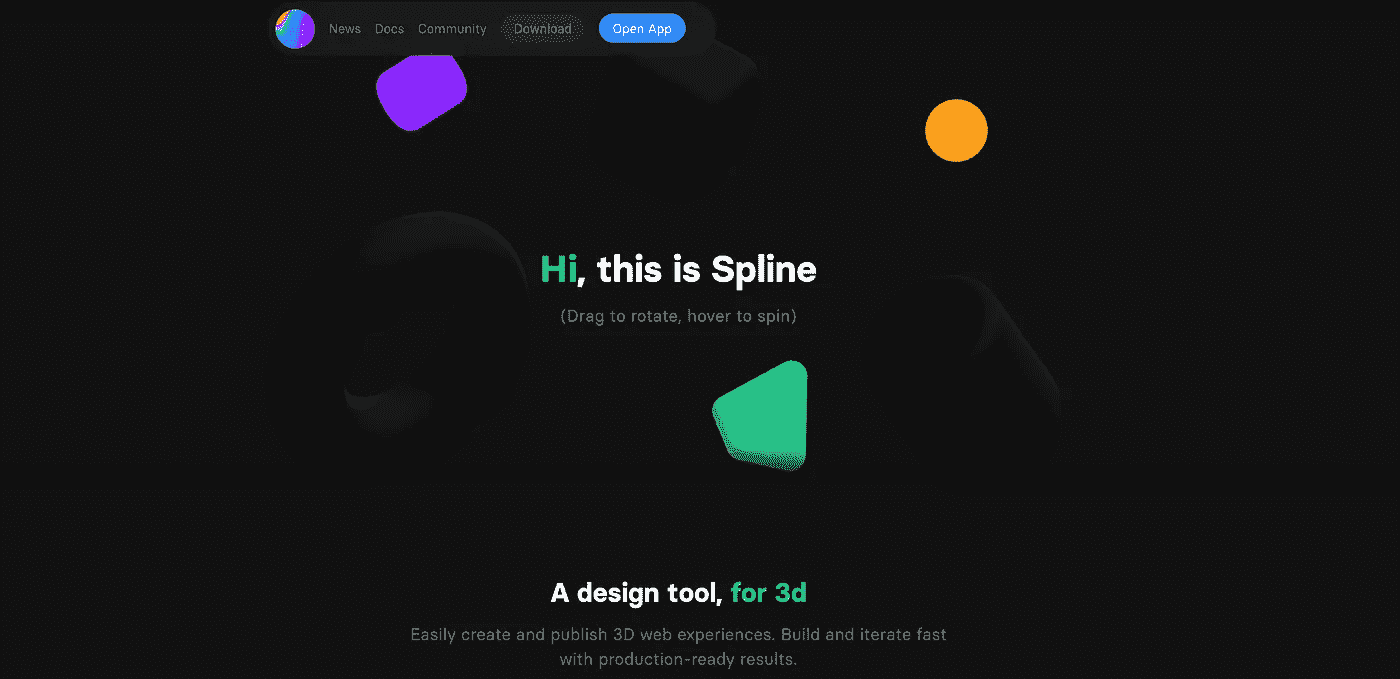 News Docs Community Download Open App
Hi, this is Spline
(Drag to rotate, hover to spin)
A design tool, for 3d
Easily create and publish 3D web experiences. Build and iterate fast
with production-ready results.